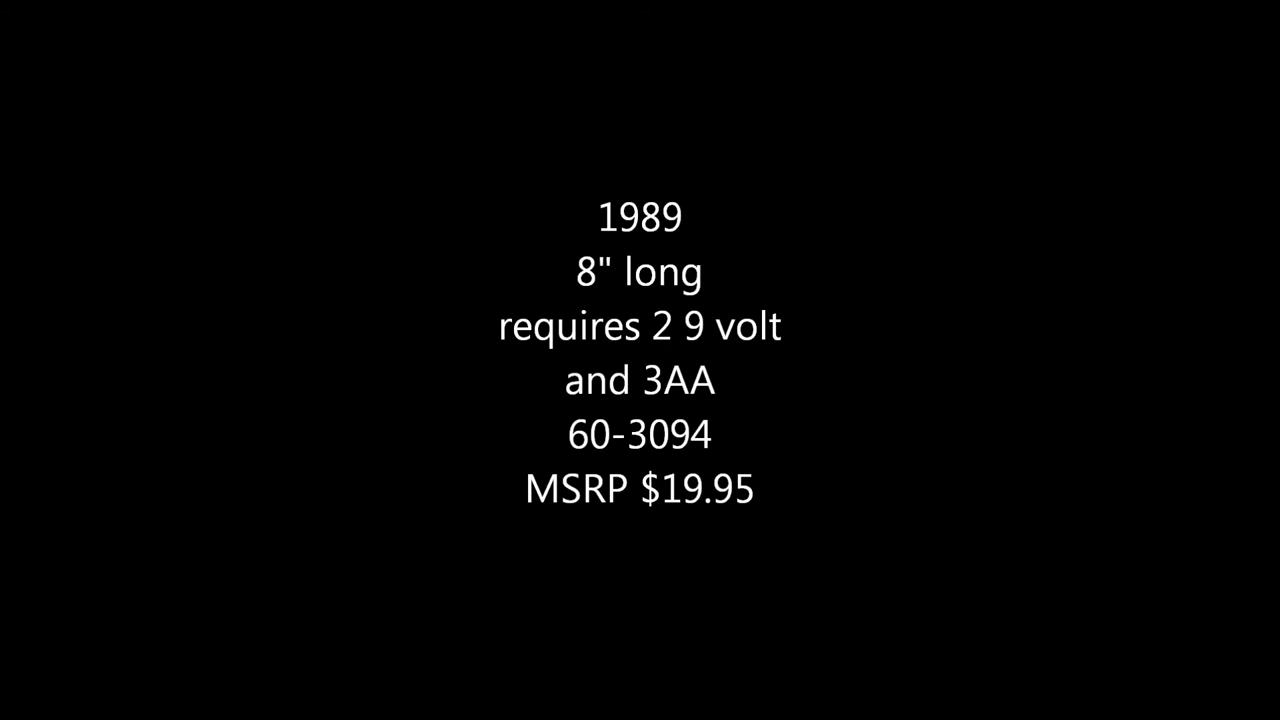 1989
8" long
requires 2 9 volt
and 3AA
60-3094
MSRP $19.95